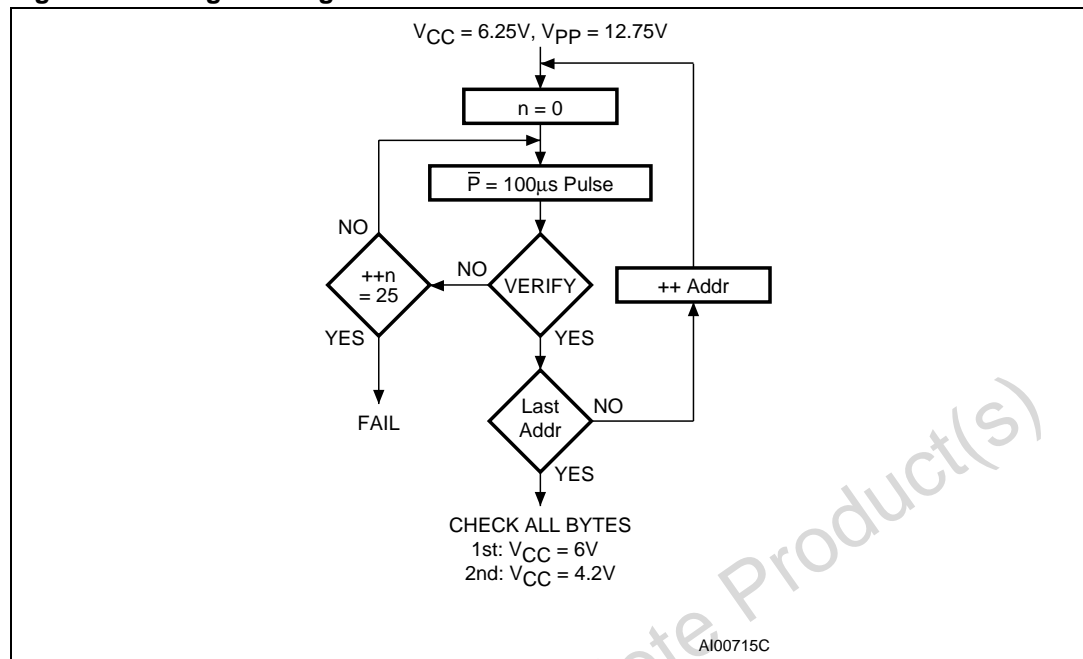 V_CC = 6.25V, V_PP = 12.75V
n = 0
P̅ = 100μs Pulse
NO
++n
= 25
NO
VERIFY
++ Addr
YES
YES
Last
Addr
NO
FAIL
YES
CHECK ALL BYTES
1st: V_CC = 6V
2nd: V_CC = 4.2V
Product(s)
AI00715C